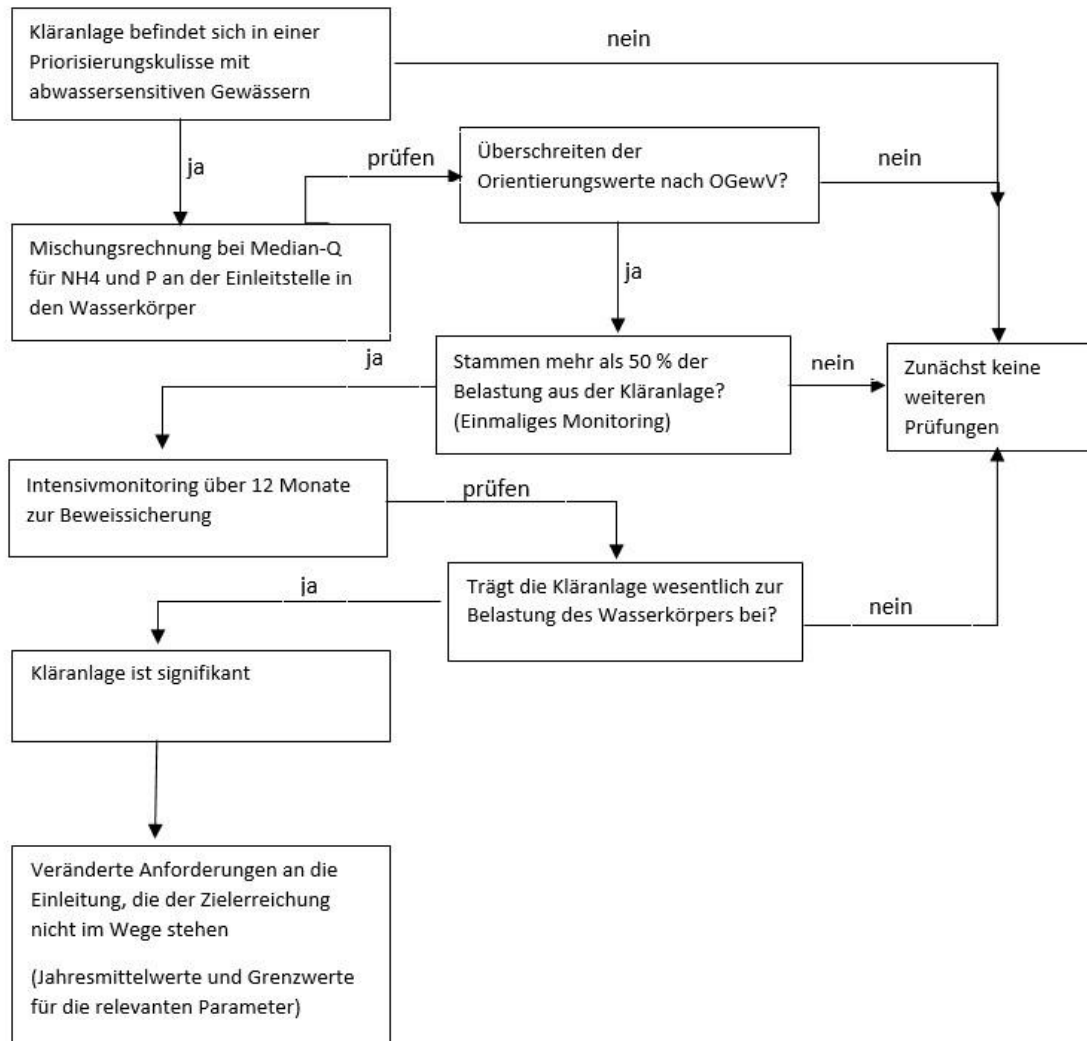 Kläranlage befindet sich in einer
Priorisierungskulisse mit
abwassersensitiven Gewässern
nein
ja
prüfen
Überschreiten der
Orientierungswerte nach OGewV?
nein
Mischungsrechnung bei Median-Q
für NH4 und P an der Einleitstelle in
den Wasserkörper
ja
ja
Stammen mehr als 50 % der
Belastung aus der Kläranlage?
(Einmaliges Monitoring)
nein
Zunächst keine
weiteren
Prüfungen
Intensivmonitoring über 12 Monate
zur Beweissicherung
prüfen
ja
Trägt die Kläranlage wesentlich zur
Belastung des Wasserkörpers bei?
nein
Kläranlage ist signifikant
Veränderte Anforderungen an die
Einleitung, die der Zielerreichung
nicht im Wege stehen
(Jahresmittelwerte und Grenzwerte
für die relevanten Parameter)